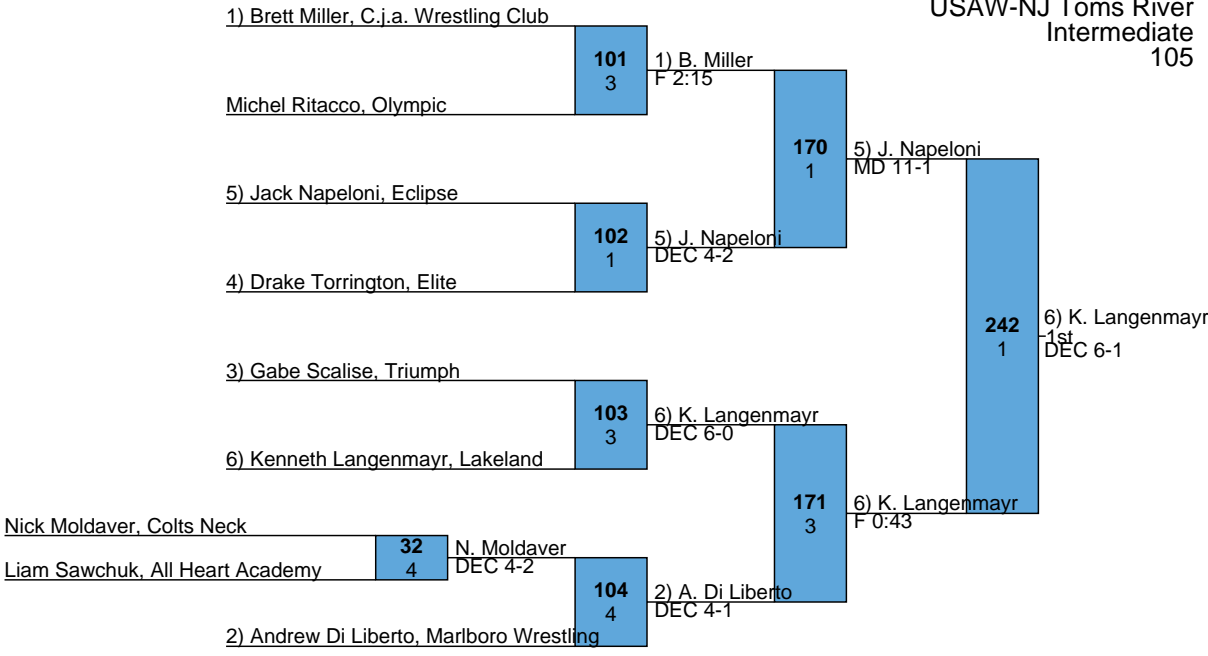 USAW-NJ Toms River
Intermediate
105
1) Brett Miller, C.j.a. Wrestling Club
101
3
1) B. Miller
F 2:15
Michel Ritacco, Olympic
170
1
5) J. Napeloni
MD 11-1
5) Jack Napeloni, Eclipse
102
1
5) J. Napeloni
DEC 4-2
4) Drake Torrington, Elite
242
1
6) K. Langenmayr
1st
DEC 6-1
3) Gabe Scalise, Triumph
103
3
6) K. Langenmayr
DEC 6-0
6) Kenneth Langenmayr, Lakeland
171
3
6) K. Langenmayr
F 0:43
Nick Moldaver, Colts Neck
32
4
N. Moldaver
DEC 4-2
Liam Sawchuk, All Heart Academy
104
4
2) A. Di Liberto
DEC 4-1
2) Andrew Di Liberto, Marlboro Wrestling